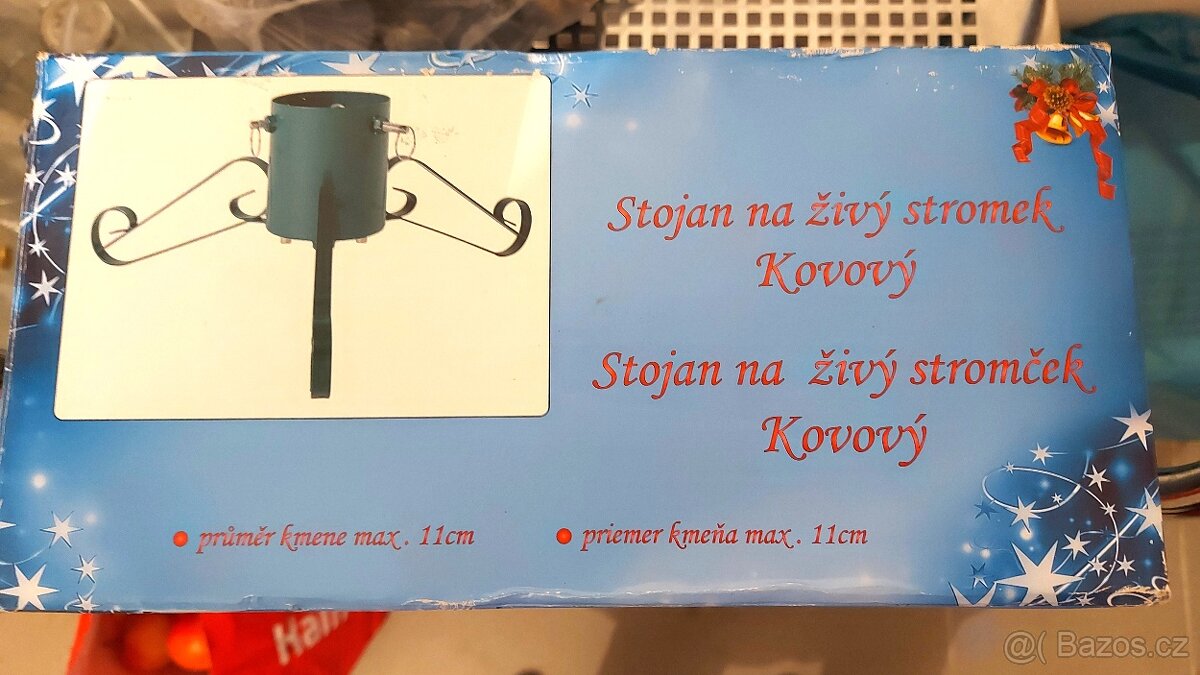 Stojan na živý stromek
Kovový
Stojan na živý stromček
Kovový
průměr kmene max. 11cm
priemer kmeňa max. 11cm
@( Bazos.cz